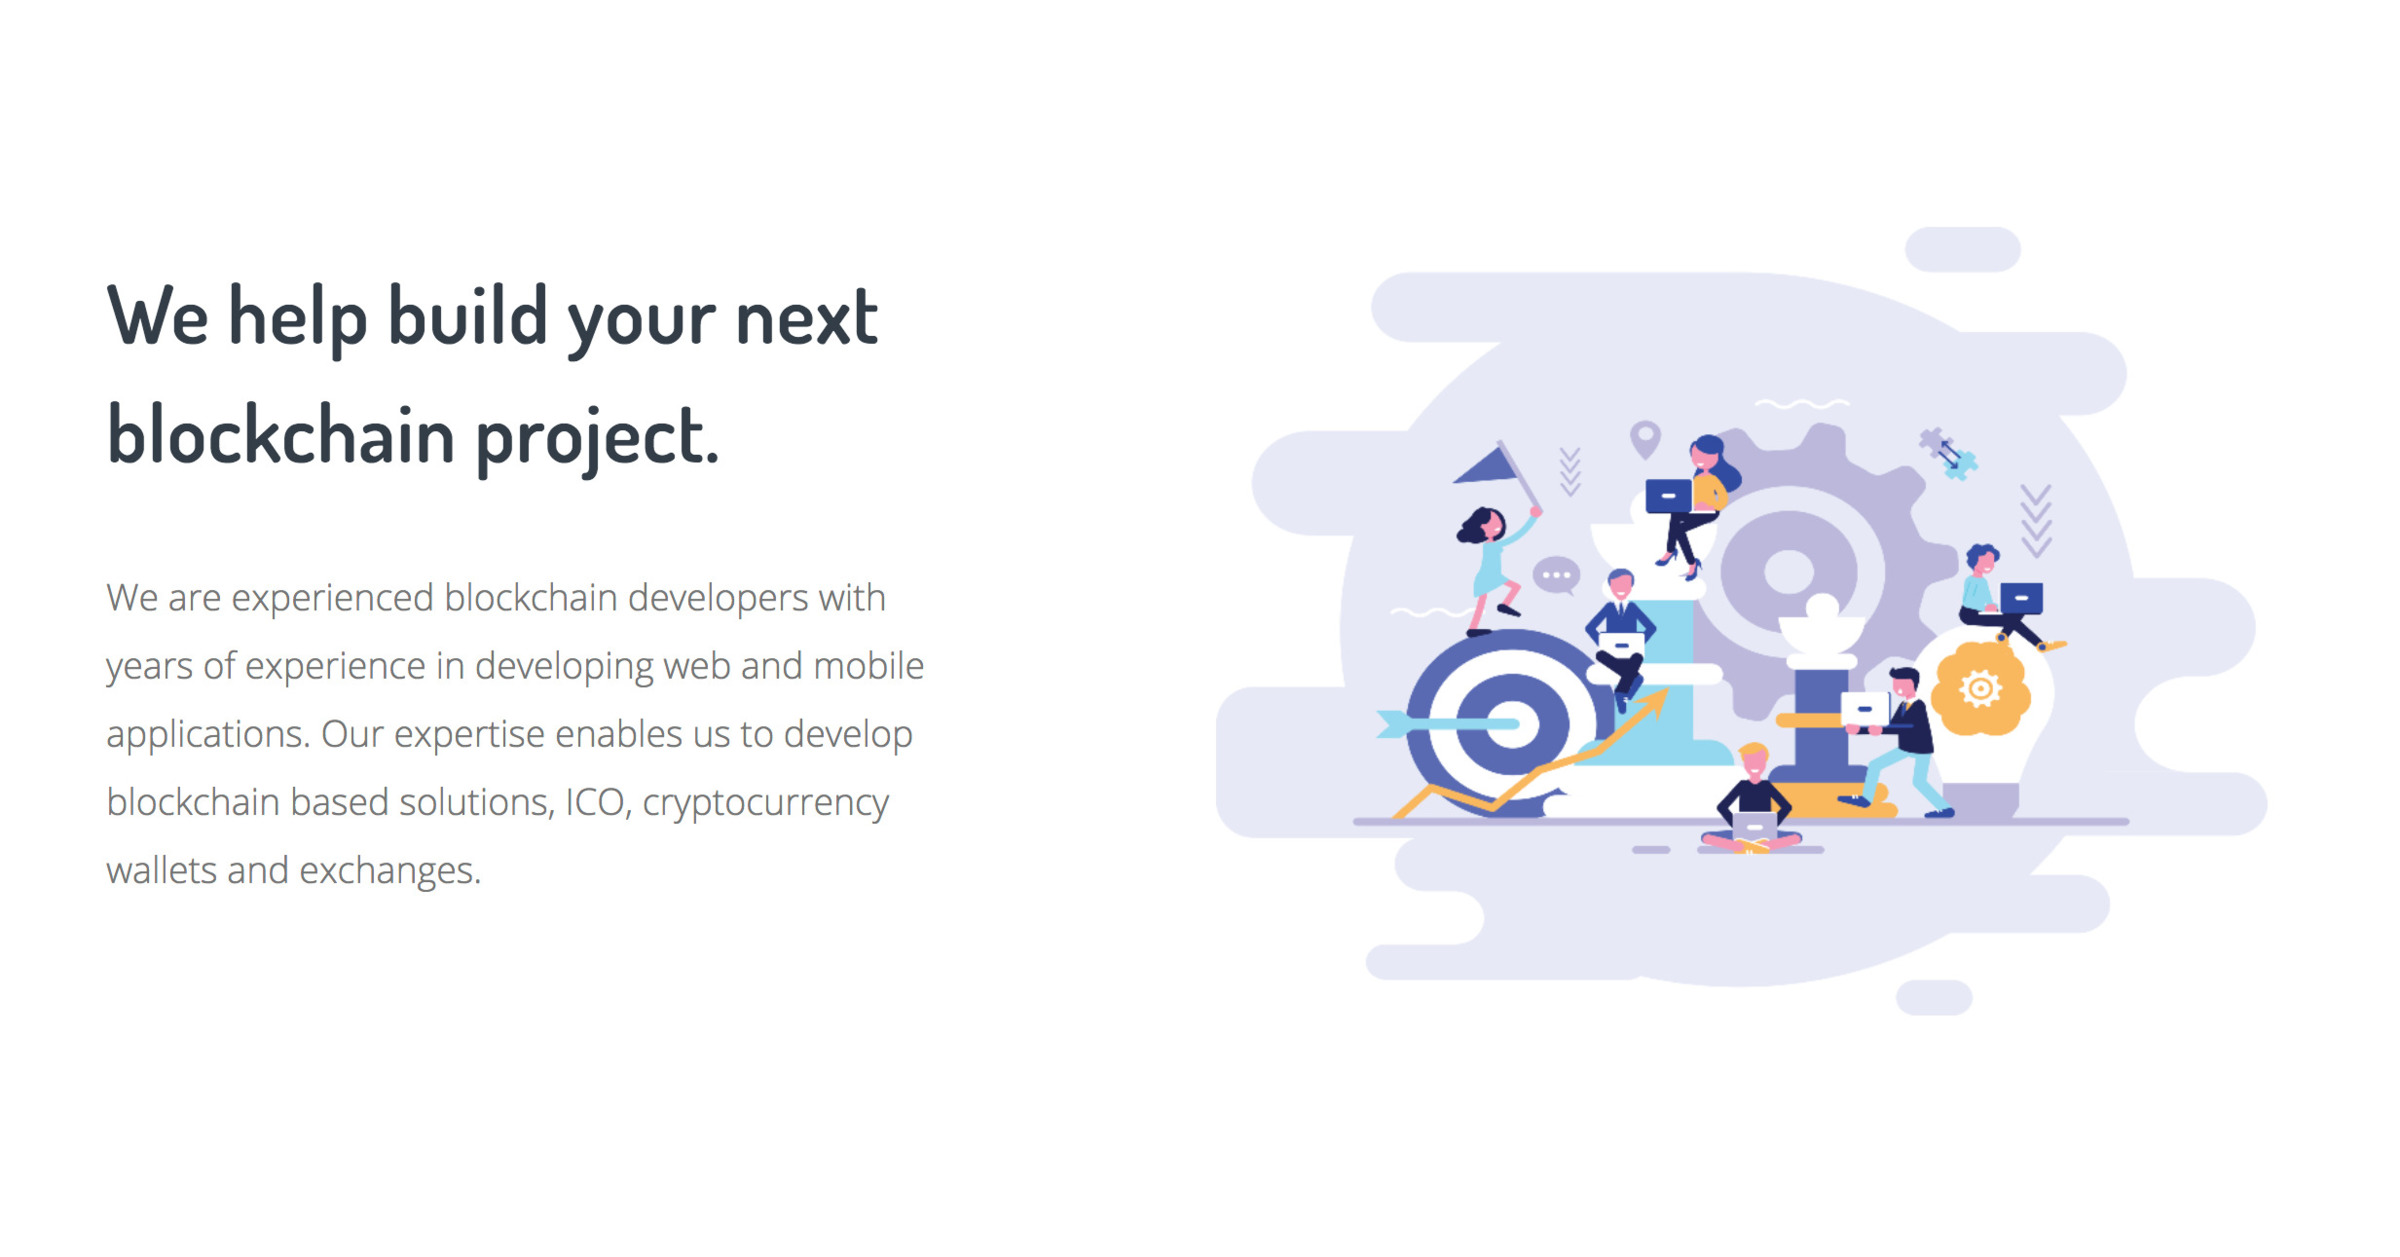 We help build your next
blockchain project.
We are experienced blockchain developers with
years of experience in developing web and mobile
applications. Our expertise enables us to develop
blockchain based solutions, ICO, cryptocurrency
wallets and exchanges.